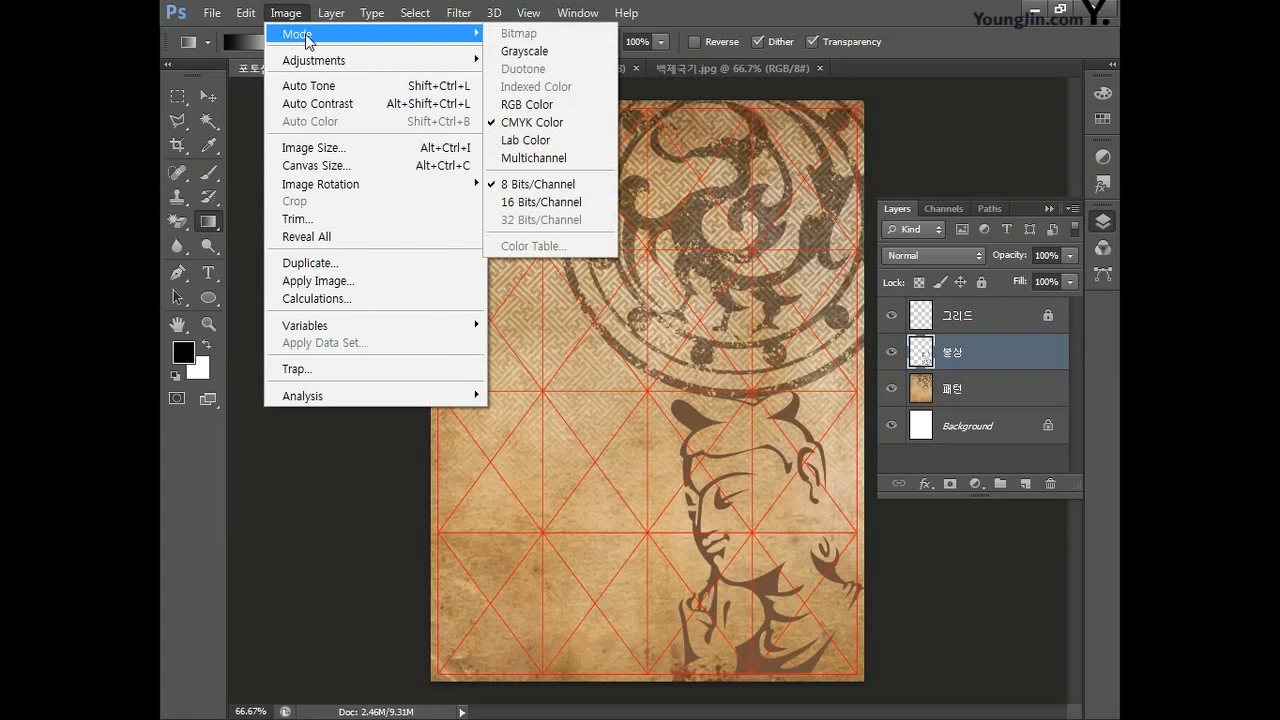 Ps File Edit Image Layer Type Select Filter 3D View Window Help
YoungJin.com Y.
100% Reverse Dither Transparency
백제국기.jpg @ 66.7% (RGB/8#) ×
Mode
Adjustments
Auto Tone Shift+Ctrl+L
Auto Contrast Alt+Shift+Ctrl+L
Auto Color Shift+Ctrl+B
Image Size... Alt+Ctrl+I
Canvas Size... Alt+Ctrl+C
Image Rotation
Crop
Trim...
Reveal All
Duplicate...
Apply Image...
Calculations...
Variables
Apply Data Set...
Trap...
Analysis
Bitmap
Grayscale
Duotone
Indexed Color
RGB Color
CMYK Color
Lab Color
Multichannel
8 Bits/Channel
16 Bits/Channel
32 Bits/Channel
Color Table...
Layers Channels Paths
Kind
Normal Opacity: 100%
Lock: Fill: 100%
그리드
불상
패턴
Background
66.67% Doc: 2.46M/9.31M